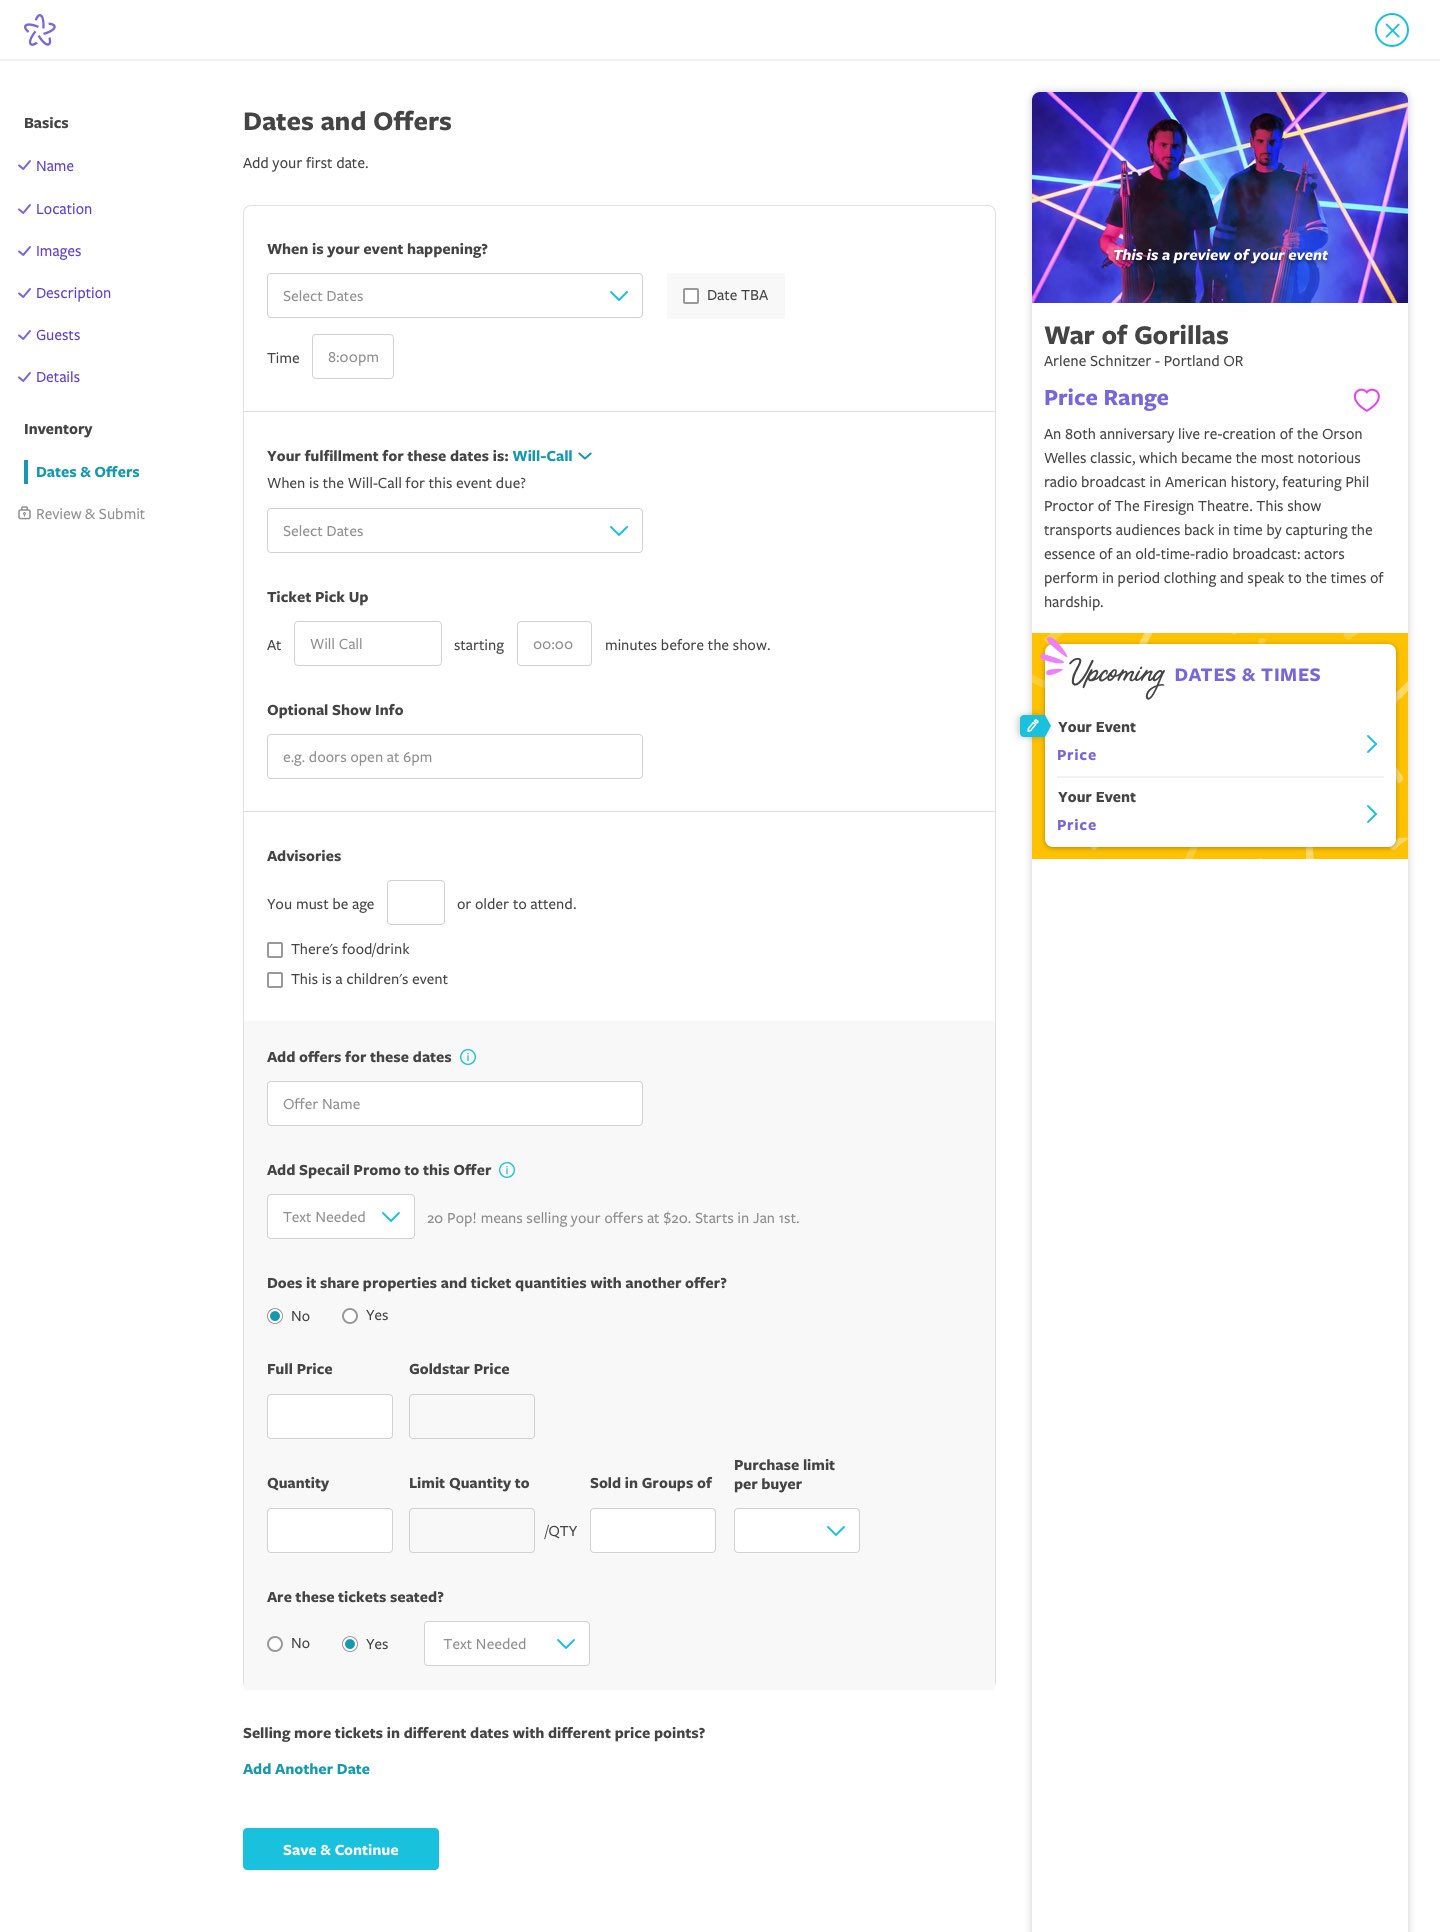 Basics
Name
Location
Images
Description
Guests
Details
Inventory
Dates & Offers
Review & Submit
Dates and Offers
Add your first date.
When is your event happening?
Select Dates
Date TBA
Time 8:00pm
Your fulfillment for these dates is: Will-Call
When is the Will-Call for this event due?
Select Dates
Ticket Pick Up
At Will Call starting 00:00 minutes before the show.
Optional Show Info
e.g. doors open at 6pm
Advisories
You must be age or older to attend.
There's food/drink
This is a children's event
Add offers for these dates
Offer Name
Add Specail Promo to this Offer
Text Needed 20 Pop! means selling your offers at $20. Starts in Jan 1st.
Does it share properties and ticket quantities with another offer?
No Yes
Full Price Goldstar Price
Quantity Limit Quantity to Sold in Groups of Purchase limit
per buyer
/QTY
Are these tickets seated?
No Yes Text Needed
Selling more tickets in different dates with different price points?
Add Another Date
Save & Continue
This is a preview of your event
War of Gorillas
Arlene Schnitzer - Portland OR
Price Range
An 80th anniversary live re-creation of the Orson
Welles classic, which became the most notorious
radio broadcast in American history, featuring Phil
Proctor of The Firesign Theatre. This show
transports audiences back in time by capturing the
essence of an old-time-radio broadcast: actors
perform in period clothing and speak to the times of
hardship.
Upcoming DATES & TIMES
Your Event
Price
Your Event
Price